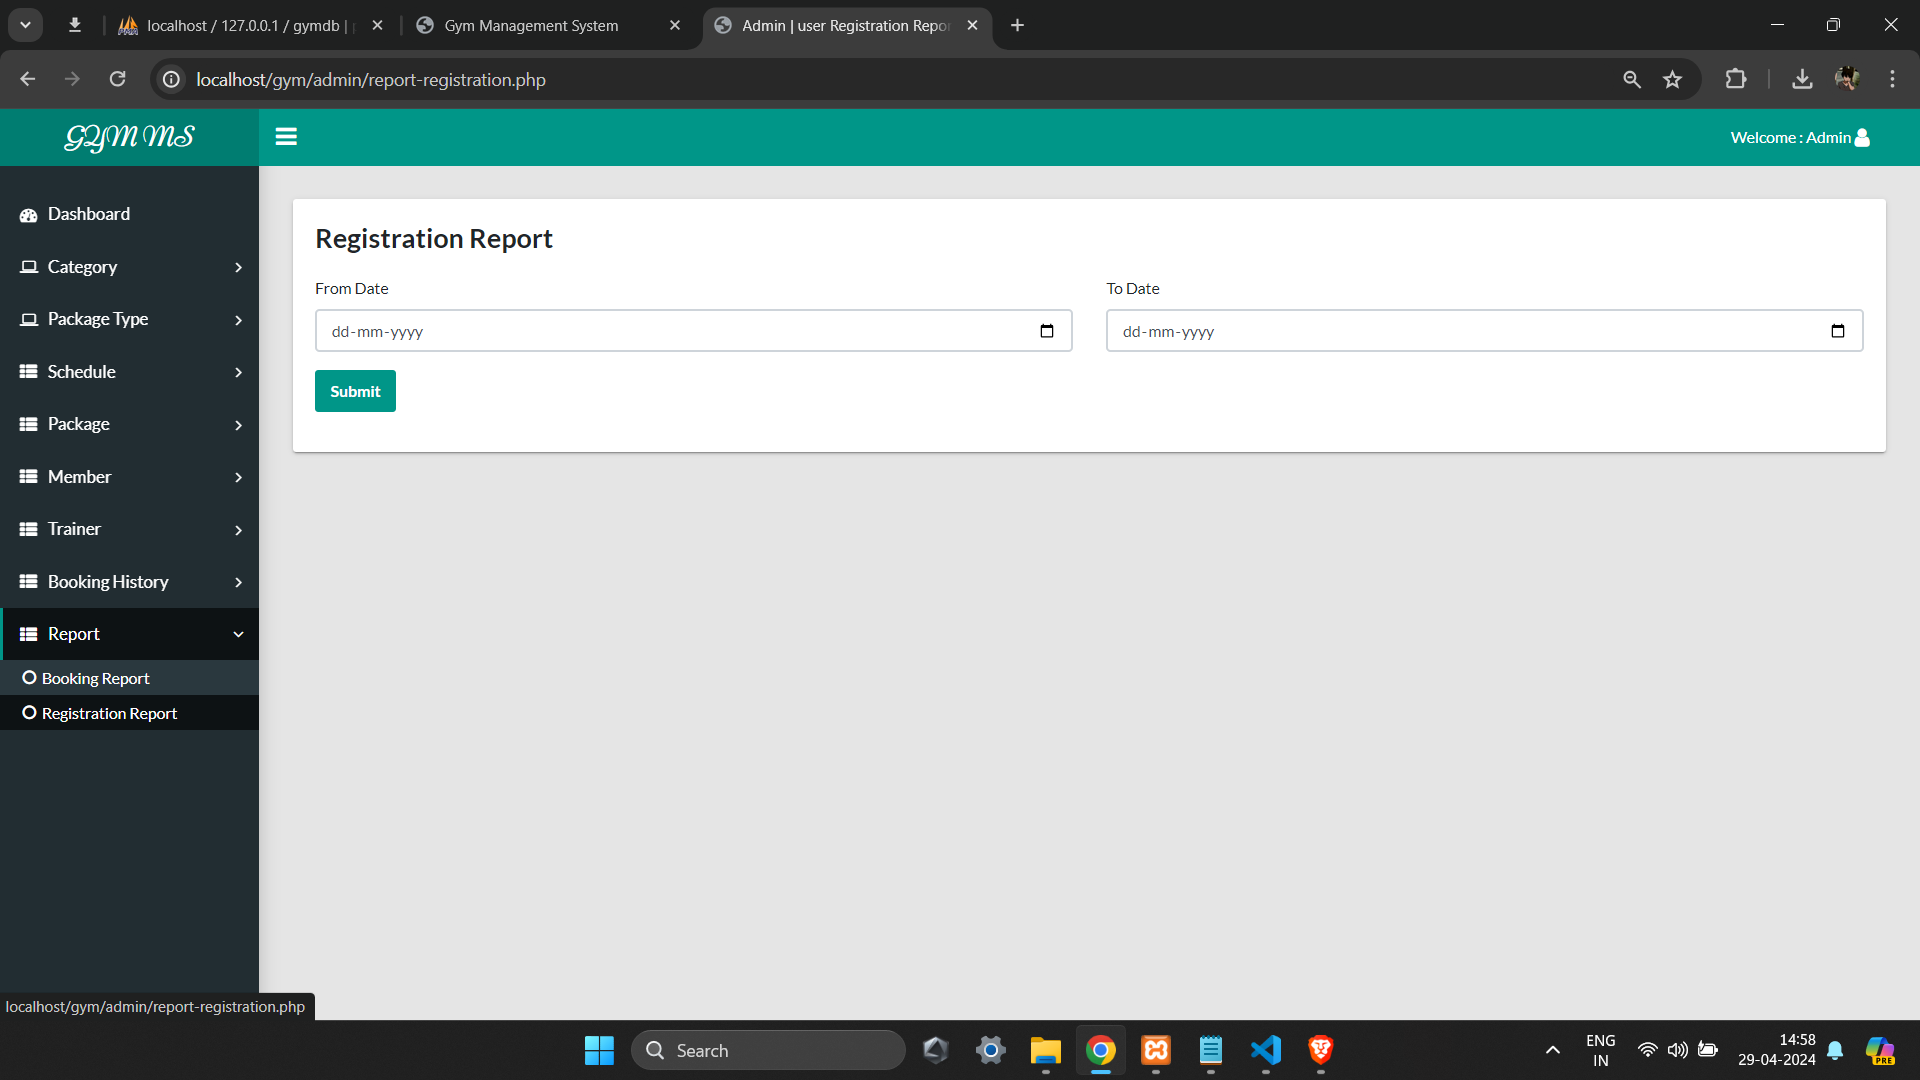 localhost / 127.0.0.1 / gymdb |
Gym Management System
Admin | user Registration Repor
localhost/gym/admin/report-registration.php
GYM MS
Welcome : Admin
Dashboard
Category
Package Type
Schedule
Package
Member
Trainer
Booking History
Report
Booking Report
Registration Report
Registration Report
From Date
To Date
dd-mm-yyyy
dd-mm-yyyy
Submit
localhost/gym/admin/report-registration.php
Search
ENG
IN
14:58
29-04-2024
PRE